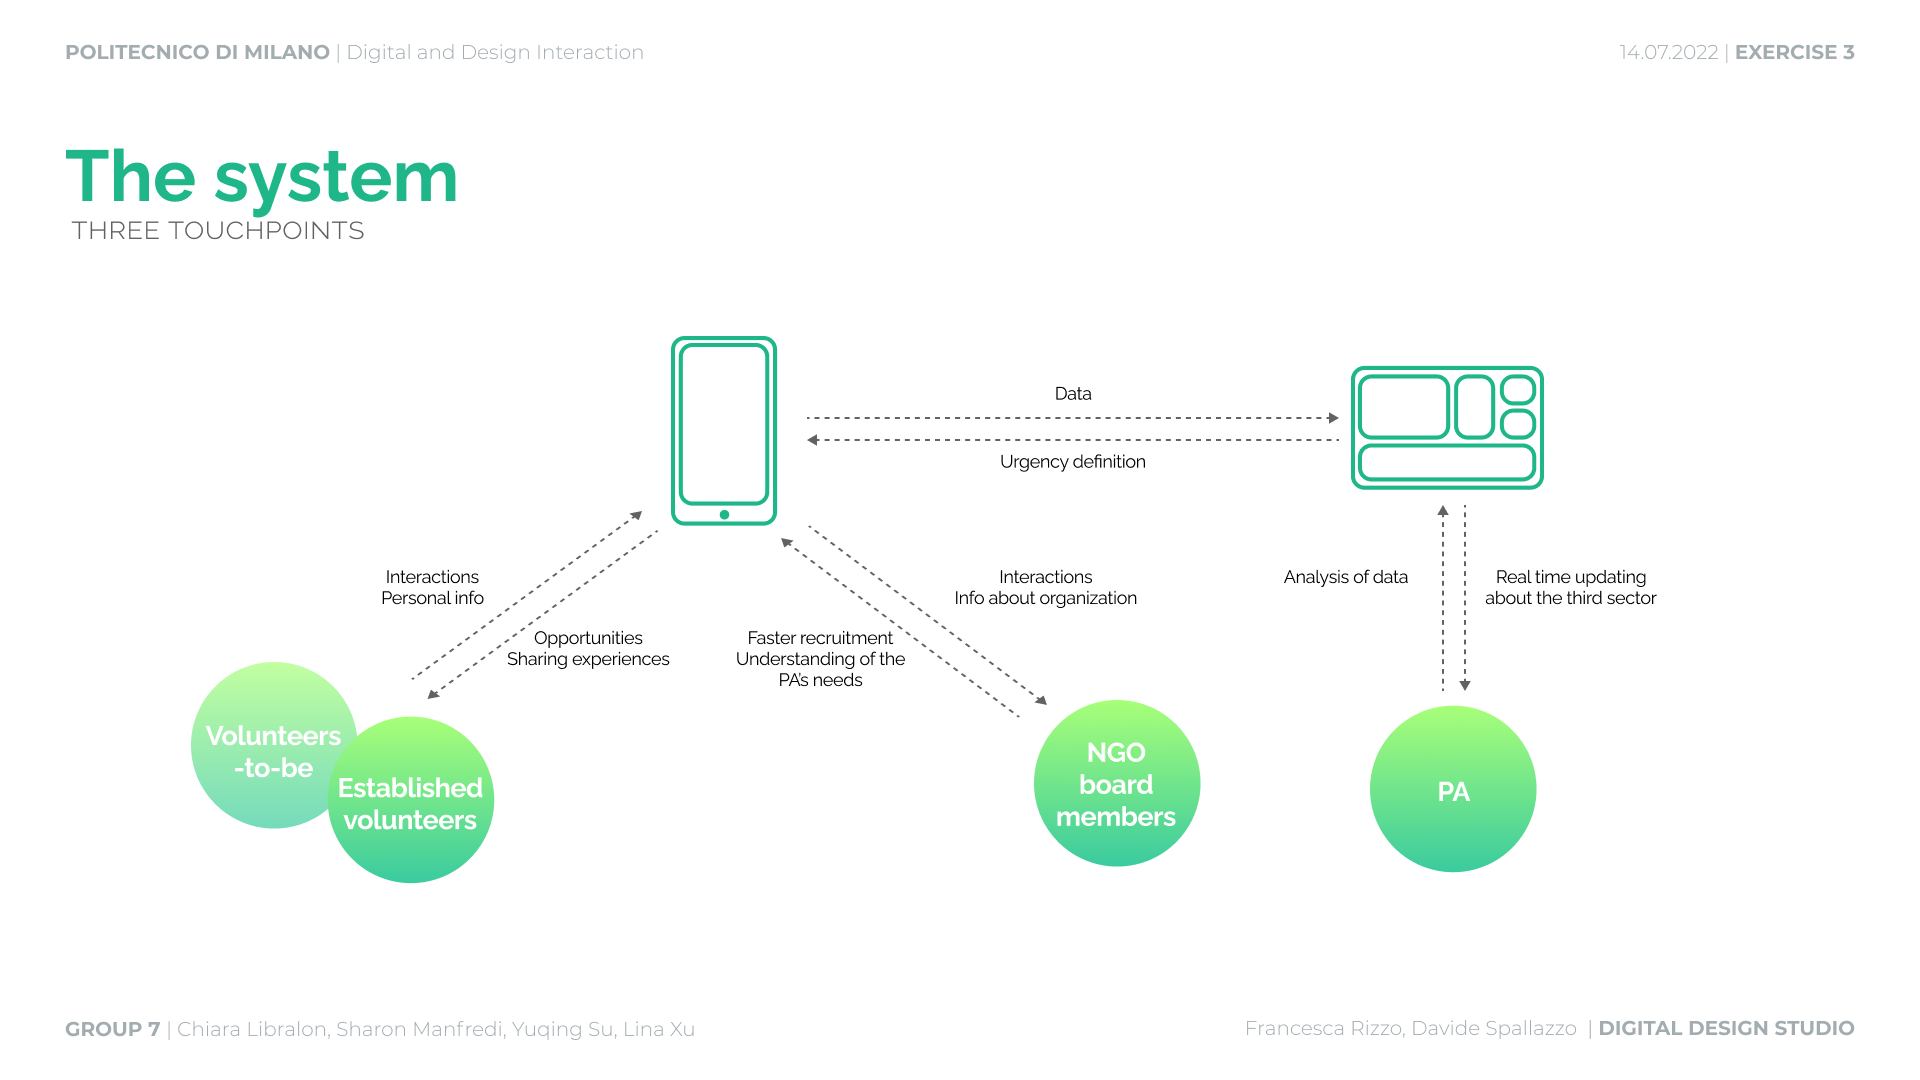 POLITECNICO DI MILANO | Digital and Design Interaction
14.07.2022 | EXERCISE 3
The system
THREE TOUCHPOINTS
Data
Urgency definition
Interactions
Personal info
Opportunities
Sharing experiences
Interactions
Info about organization
Faster recruitment
Understanding of the
PA's needs
Analysis of data
Real time updating
about the third sector
Volunteers
-to-be
Established
volunteers
NGO
board
members
PA
GROUP 7 | Chiara Libralon, Sharon Manfredi, Yuqing Su, Lina Xu
Francesca Rizzo, Davide Spallazzo | DIGITAL DESIGN STUDIO